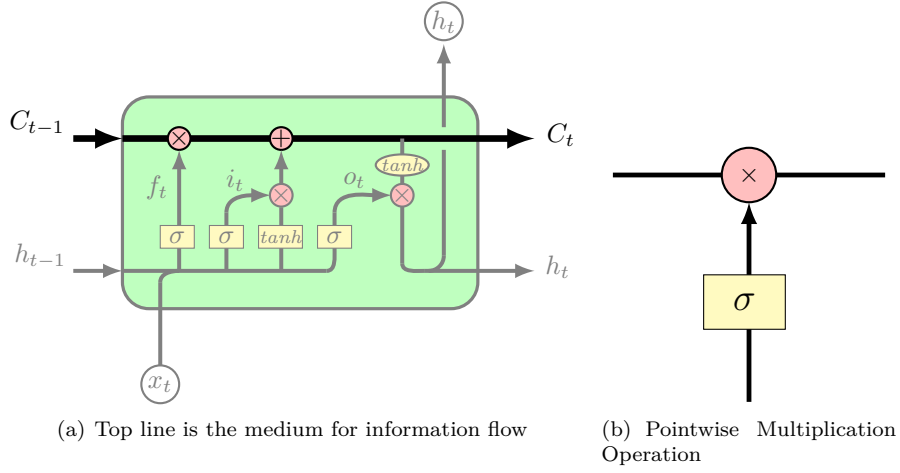 h_t
C_{t-1}
×
+
C_t
tanh
f_t
i_t
×
o_t
×
σ
σ
tanh
σ
h_{t-1}
h_t
x_t
(a) Top line is the medium for information flow
×
σ
(b) Pointwise Multiplication
Operation